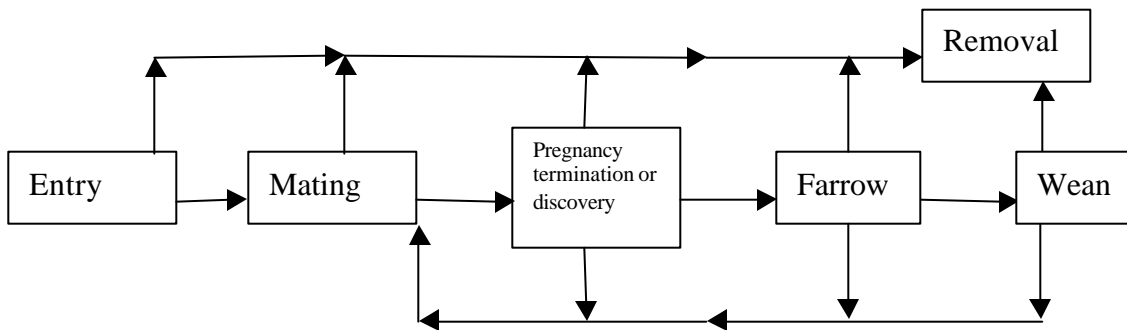 Removal
Entry
Mating
Pregnancy
termination or
discovery
Farrow
Wean